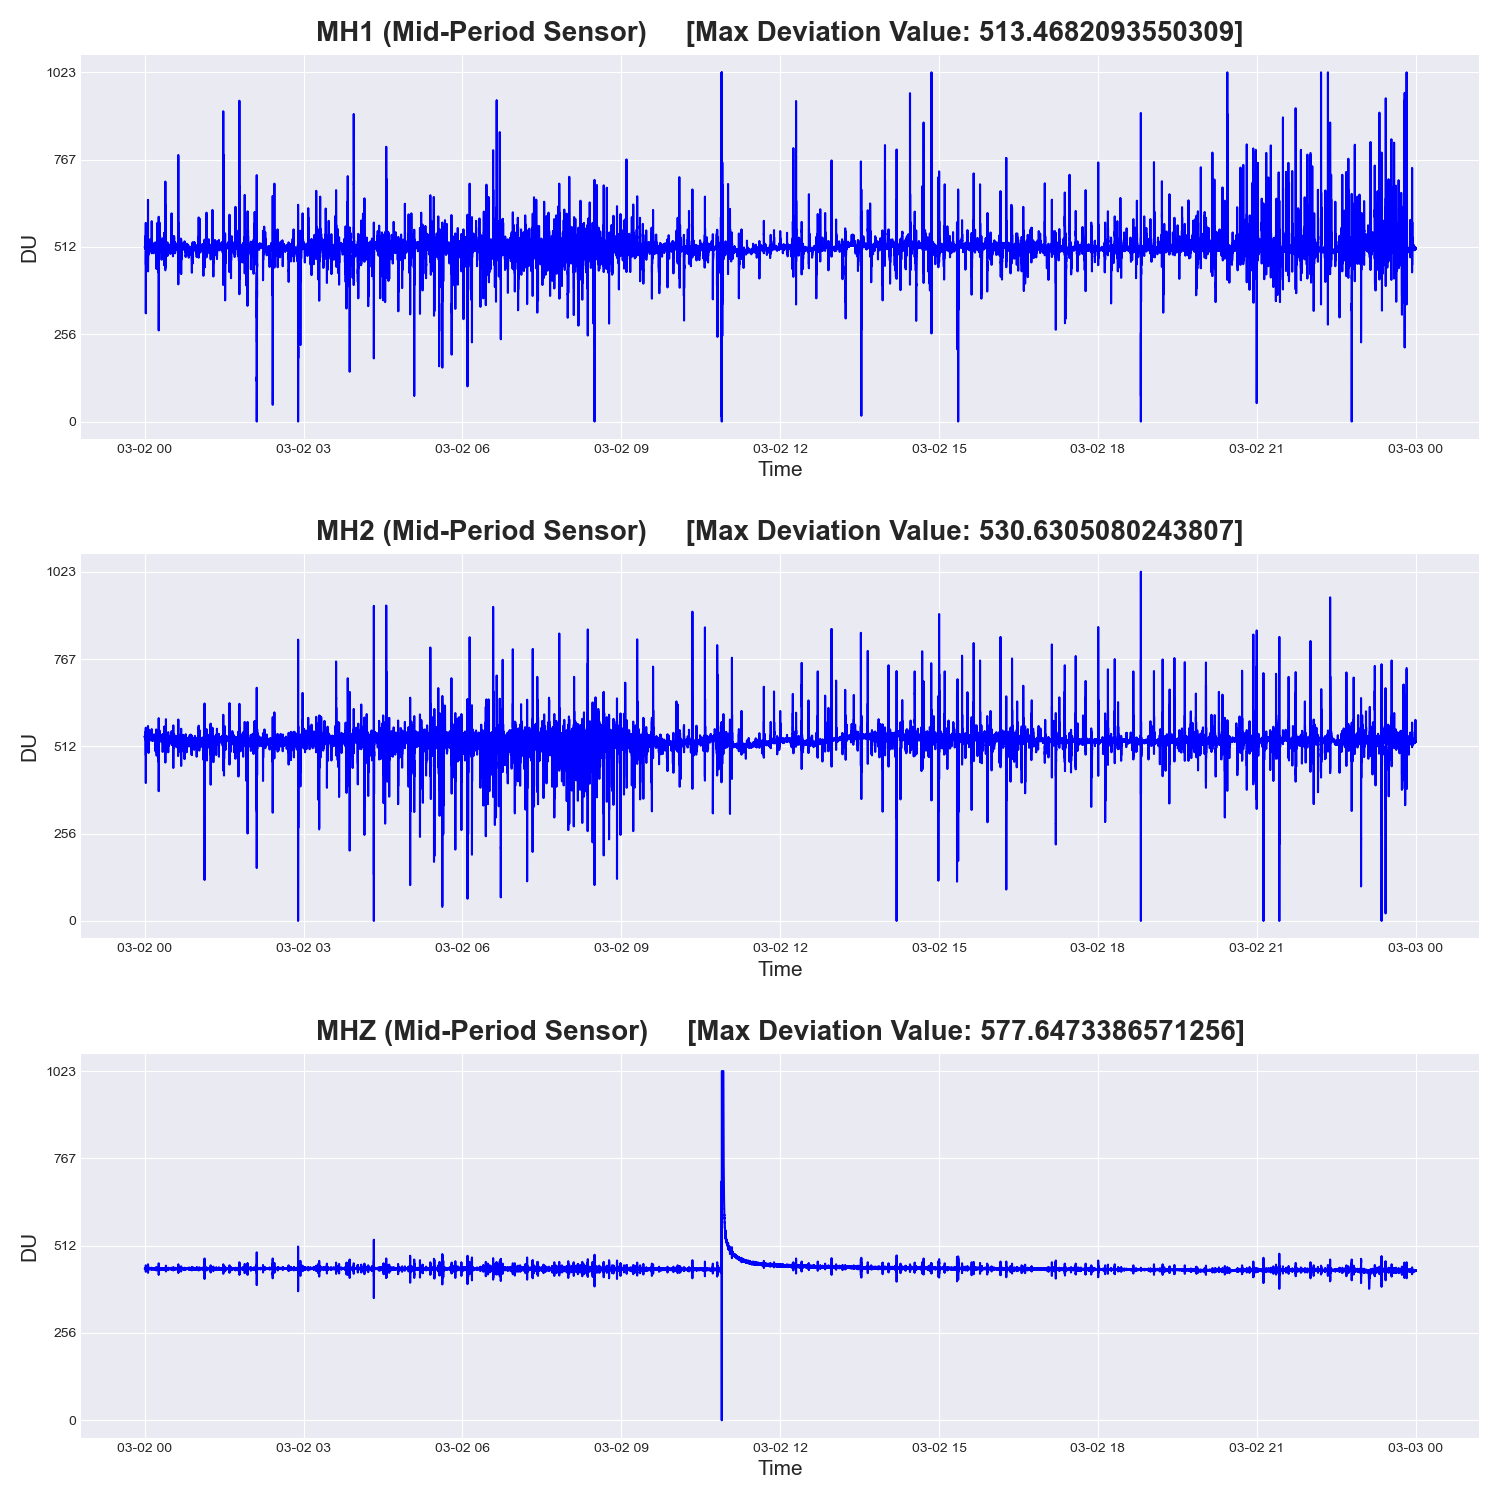 MH1 (Mid-Period Sensor) [Max Deviation Value: 513.4682093550309]
1023
767
512
256
0
DU
03-02 00 03-02 03 03-02 06 03-02 09 03-02 12 03-02 15 03-02 18 03-02 21 03-03 00
Time
MH2 (Mid-Period Sensor) [Max Deviation Value: 530.6305080243807]
1023
767
512
256
0
DU
03-02 00 03-02 03 03-02 06 03-02 09 03-02 12 03-02 15 03-02 18 03-02 21 03-03 00
Time
MHZ (Mid-Period Sensor) [Max Deviation Value: 577.6473386571256]
1023
767
512
256
0
DU
03-02 00 03-02 03 03-02 06 03-02 09 03-02 12 03-02 15 03-02 18 03-02 21 03-03 00
Time